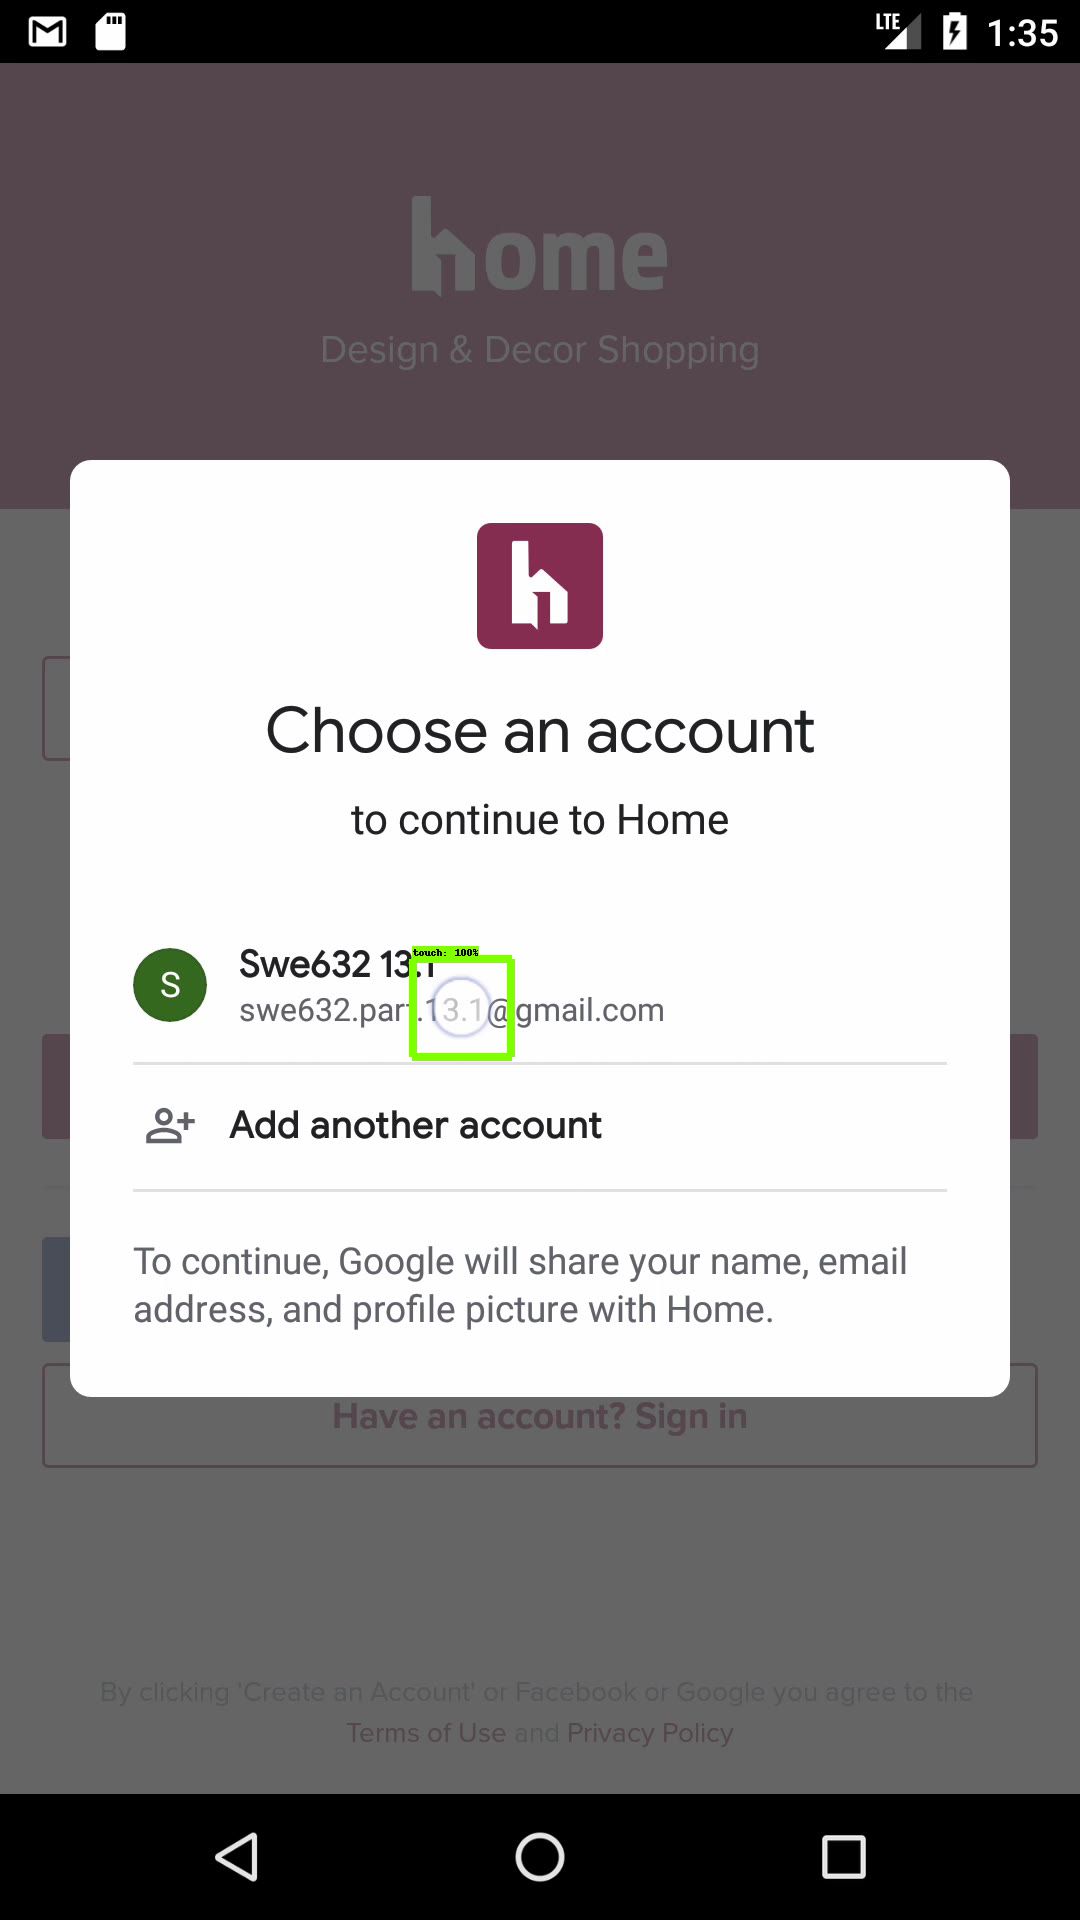 LTE 1:35
home
Design & Decor Shopping
h
Choose an account
to continue to Home
Swe632 13.1
touch: 100%
S
swe632.part.13.1@gmail.com
Add another account
To continue, Google will share your name, email
address, and profile picture with Home.
Have an account? Sign in
By clicking 'Create an Account' or Facebook or Google you agree to the
Terms of Use and Privacy Policy